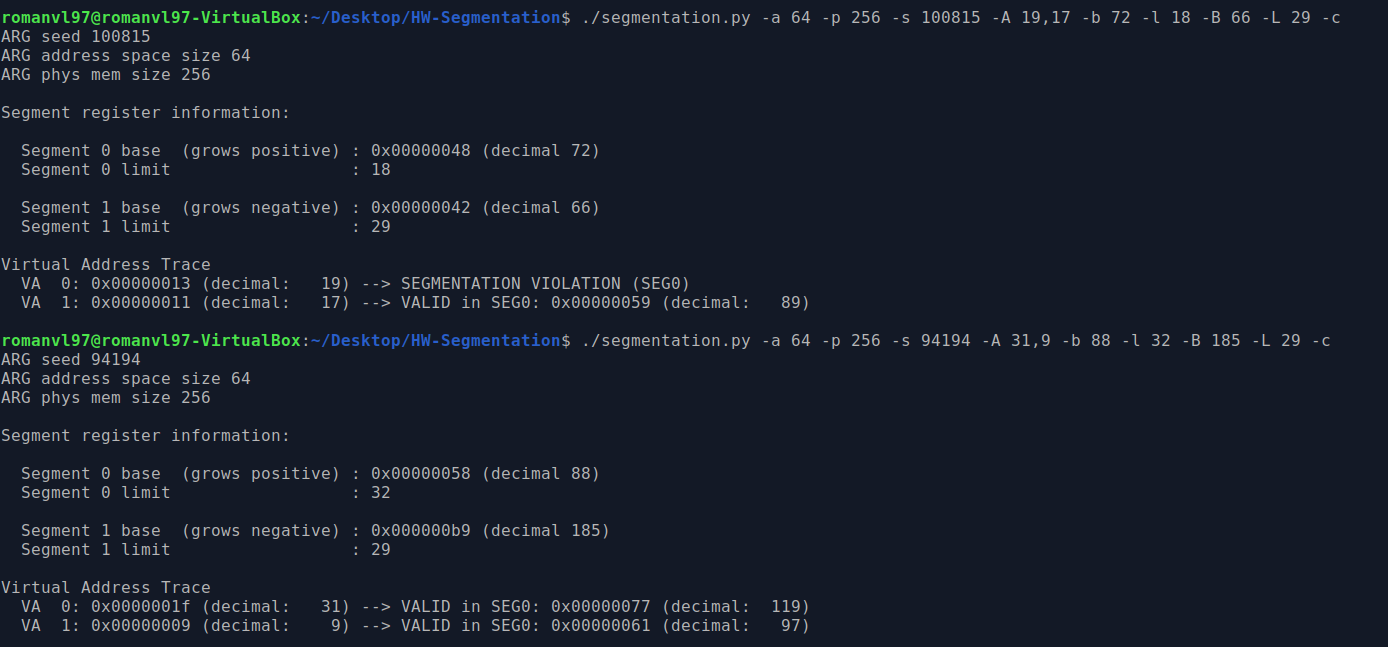 romanvl97@romanvl97-VirtualBox:~/Desktop/HW-Segmentation$ ./segmentation.py -a 64 -p 256 -s 100815 -A 19,17 -b 72 -l 18 -B 66 -L 29 -c
ARG seed 100815
ARG address space size 64
ARG phys mem size 256

Segment register information:

  Segment 0 base  (grows positive) : 0x00000048 (decimal 72)
  Segment 0 limit                  : 18

  Segment 1 base  (grows negative) : 0x00000042 (decimal 66)
  Segment 1 limit                  : 29

Virtual Address Trace
  VA  0: 0x00000013 (decimal:   19) --> SEGMENTATION VIOLATION (SEG0)
  VA  1: 0x00000011 (decimal:   17) --> VALID in SEG0: 0x00000059 (decimal:   89)

romanvl97@romanvl97-VirtualBox:~/Desktop/HW-Segmentation$ ./segmentation.py -a 64 -p 256 -s 94194 -A 31,9 -b 88 -l 32 -B 185 -L 29 -c
ARG seed 94194
ARG address space size 64
ARG phys mem size 256

Segment register information:

  Segment 0 base  (grows positive) : 0x00000058 (decimal 88)
  Segment 0 limit                  : 32

  Segment 1 base  (grows negative) : 0x000000b9 (decimal 185)
  Segment 1 limit                  : 29

Virtual Address Trace
  VA  0: 0x0000001f (decimal:   31) --> VALID in SEG0: 0x00000077 (decimal:  119)
  VA  1: 0x00000009 (decimal:    9) --> VALID in SEG0: 0x00000061 (decimal:   97)